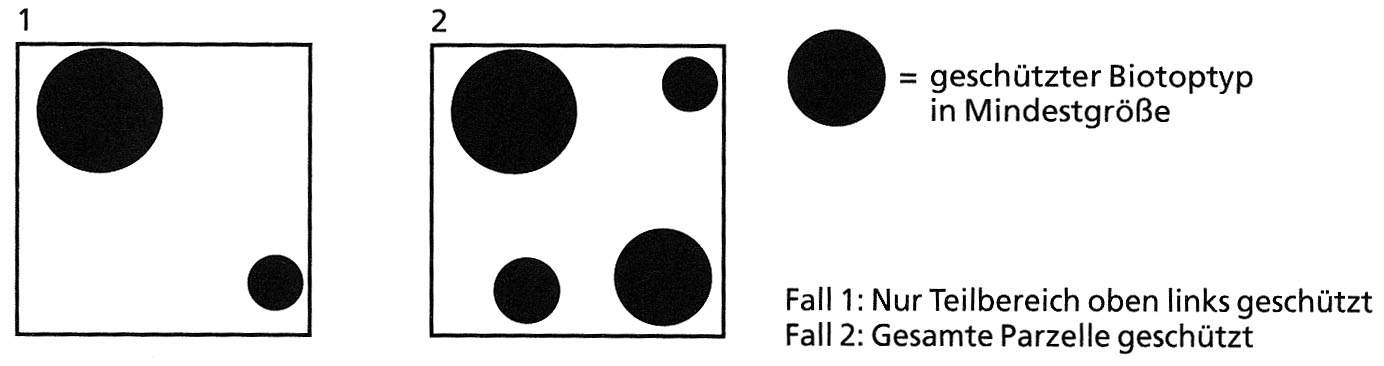 1
2
= geschützter Biotoptyp
in Mindestgröße
Fall 1: Nur Teilbereich oben links geschützt
Fall 2: Gesamte Parzelle geschützt